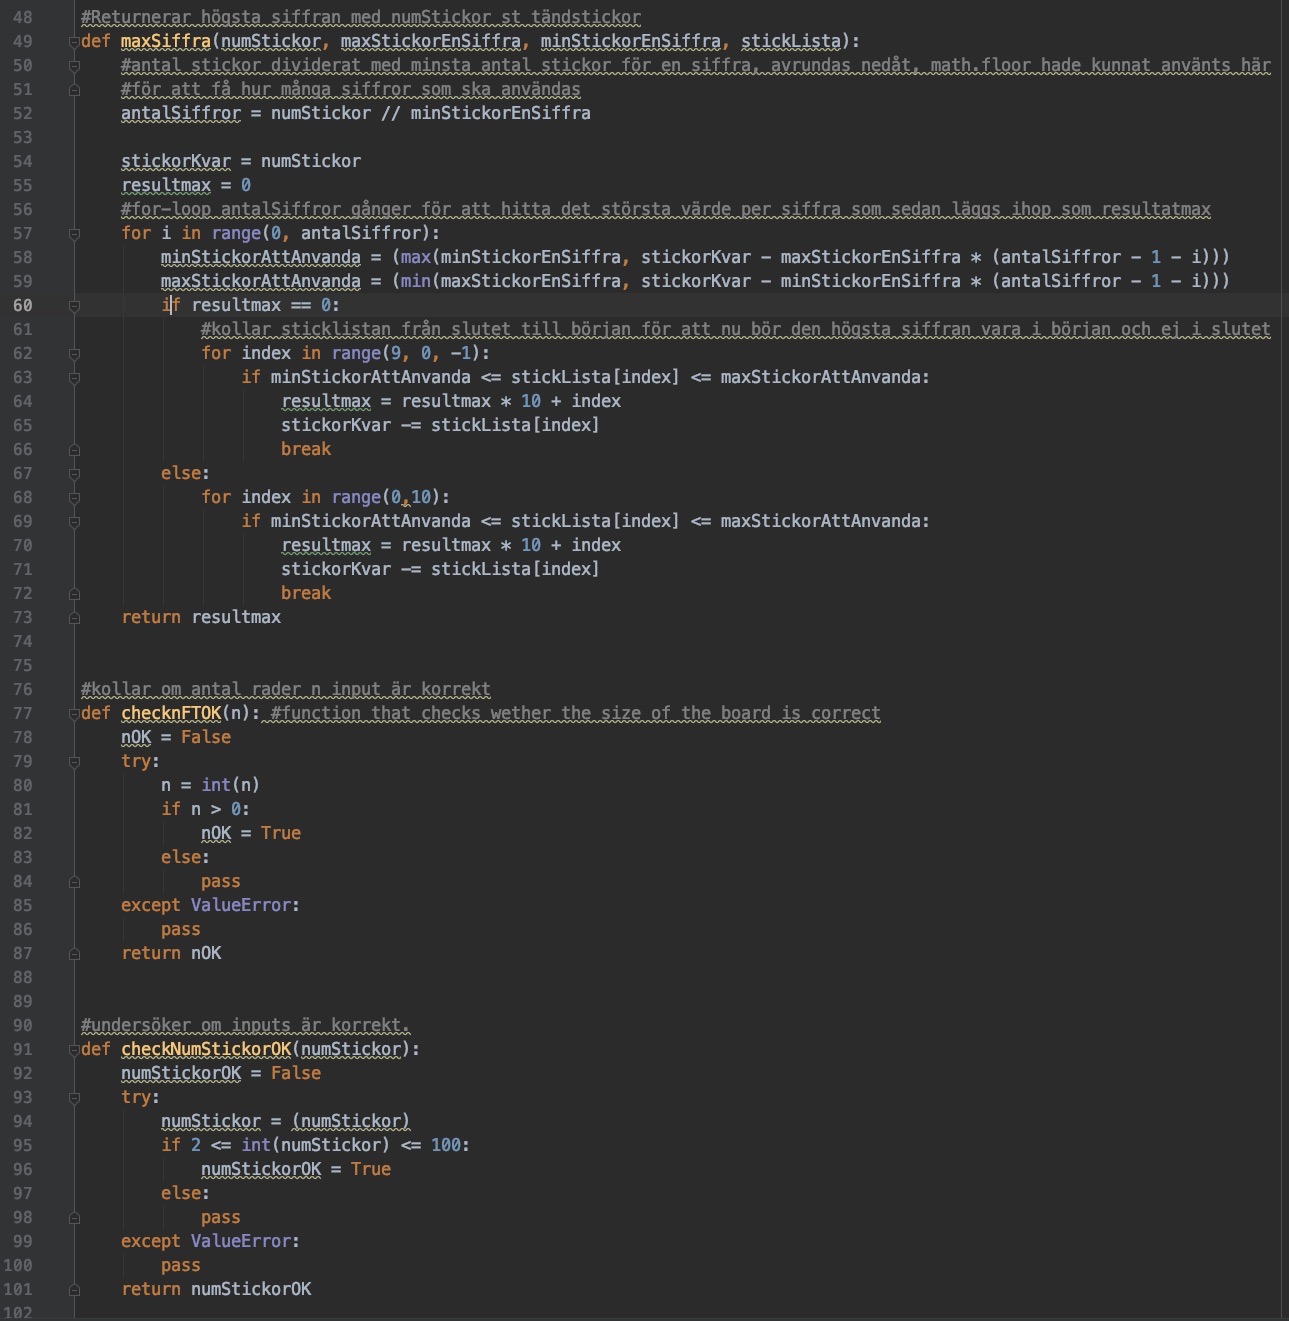 48 #Returnerar högsta siffran med numStickor st tändstickor
49 def maxSiffra(numStickor, maxStickorEnSiffra, minStickorEnSiffra, stickLista):
50 #antal stickor dividerat med minsta antal stickor för en siffra, avrundas nedåt, math.floor hade kunnat använts här
51 #för att få hur många siffror som ska användas
52 antalSiffror = numStickor // minStickorEnSiffra
53
54 stickorKvar = numStickor
55 resultmax = 0
56 #for-loop antalSiffror gånger för att hitta det största värde per siffra som sedan läggs ihop som resultatmax
57 for i in range(0, antalSiffror):
58 minStickorAttAnvanda = (max(minStickorEnSiffra, stickorKvar - maxStickorEnSiffra * (antalSiffror - 1 - i)))
59 maxStickorAttAnvanda = (min(maxStickorEnSiffra, stickorKvar - minStickorEnSiffra * (antalSiffror - 1 - i)))
60 if resultmax == 0:
61 #kollar sticklistan från slutet till början för att nu bör den högsta siffran vara i början och ej i slutet
62 for index in range(9, 0, -1):
63 if minStickorAttAnvanda <= stickLista[index] <= maxStickorAttAnvanda:
64 resultmax = resultmax * 10 + index
65 stickorKvar -= stickLista[index]
66 break
67 else:
68 for index in range(0,10):
69 if minStickorAttAnvanda <= stickLista[index] <= maxStickorAttAnvanda:
70 resultmax = resultmax * 10 + index
71 stickorKvar -= stickLista[index]
72 break
73 return resultmax
74
75
76 #kollar om antal rader n input är korrekt
77 def checknFTOK(n): #function that checks wether the size of the board is correct
78 nOK = False
79 try:
80 n = int(n)
81 if n > 0:
82 nOK = True
83 else:
84 pass
85 except ValueError:
86 pass
87 return nOK
88
89
90 #undersöker om inputs är korrekt.
91 def checkNumStickorOK(numStickor):
92 numStickorOK = False
93 try:
94 numStickor = (numStickor)
95 if 2 <= int(numStickor) <= 100:
96 numStickorOK = True
97 else:
98 pass
99 except ValueError:
100 pass
101 return numStickorOK
102